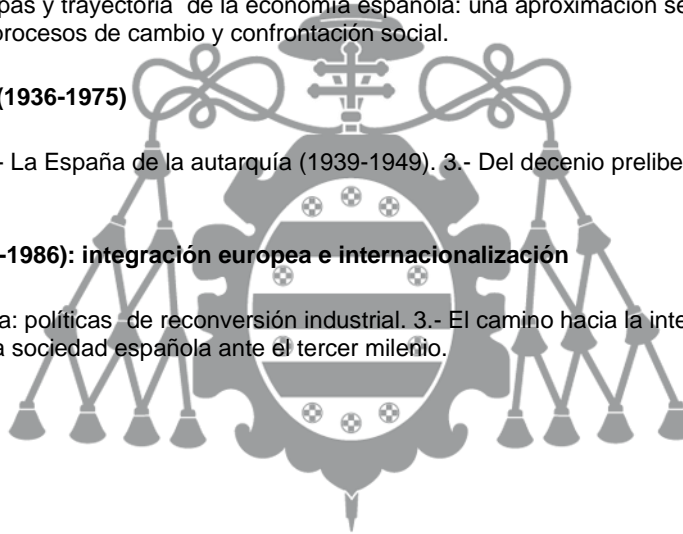 pas y trayectoria de la economía española: una aproximación se
procesos de cambio y confrontación social.
(1936-1975)
- La España de la autarquía (1939-1949). 3.- Del decenio prelibe
-1986): integración europea e internacionalización
a: políticas de reconversión industrial. 3.- El camino hacia la inte
a sociedad española ante el tercer milenio.